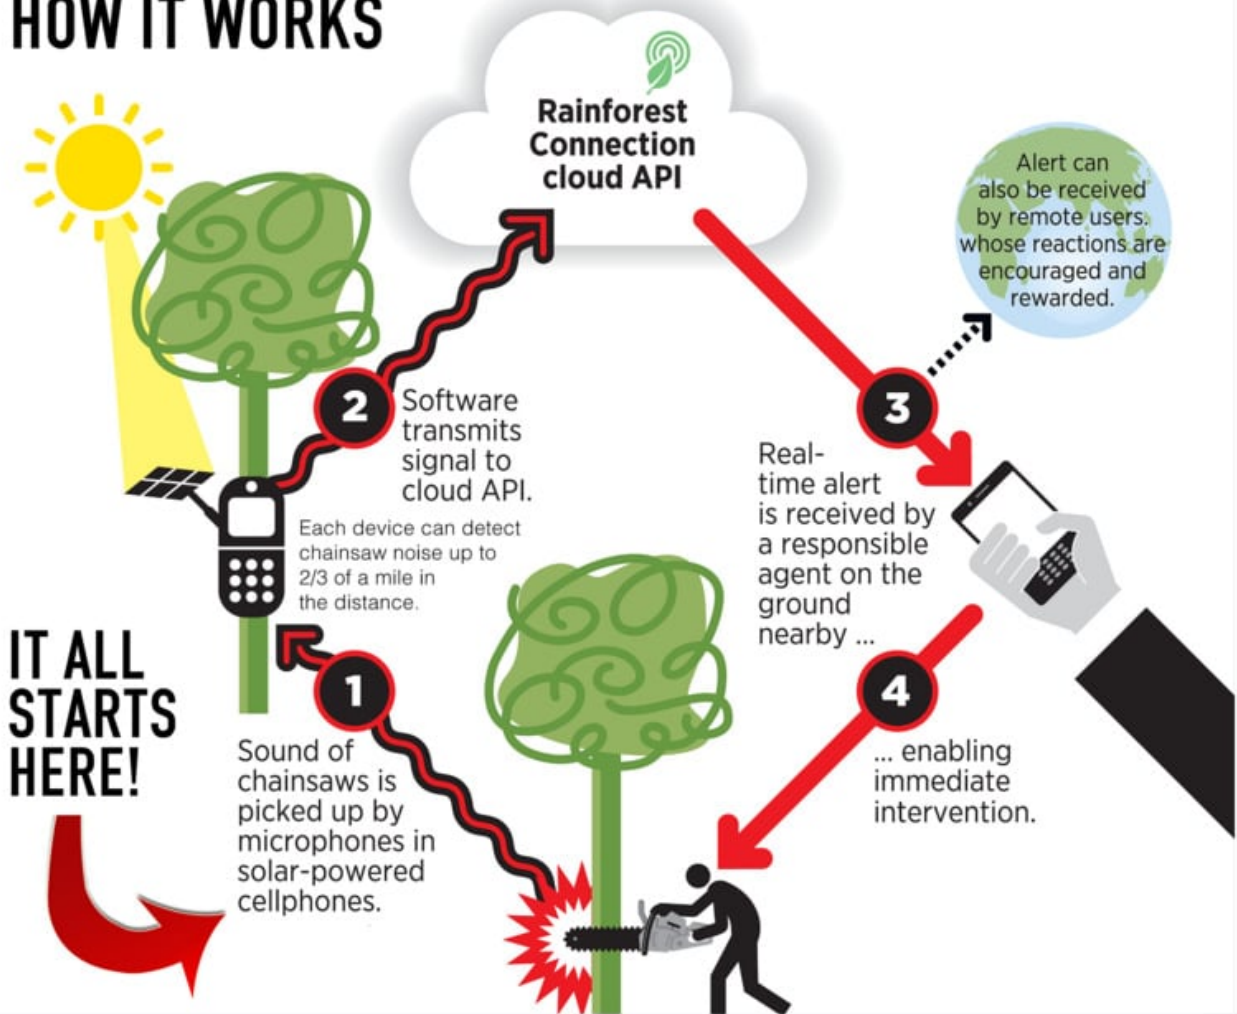 HOW IT WORKS
Rainforest
Connection
cloud API
Alert can
also be received
by remote users.
whose reactions are
encouraged and
rewarded.
2
Software
transmits
signal to
cloud API.
Each device can detect
chainsaw noise up to
2/3 of a mile in
the distance.
3
Real-
time alert
is received by
a responsible
agent on the
ground
nearby ...
IT ALL
STARTS
HERE!
1
Sound of
chainsaws is
picked up by
microphones in
solar-powered
cellphones.
4
... enabling
immediate
intervention.